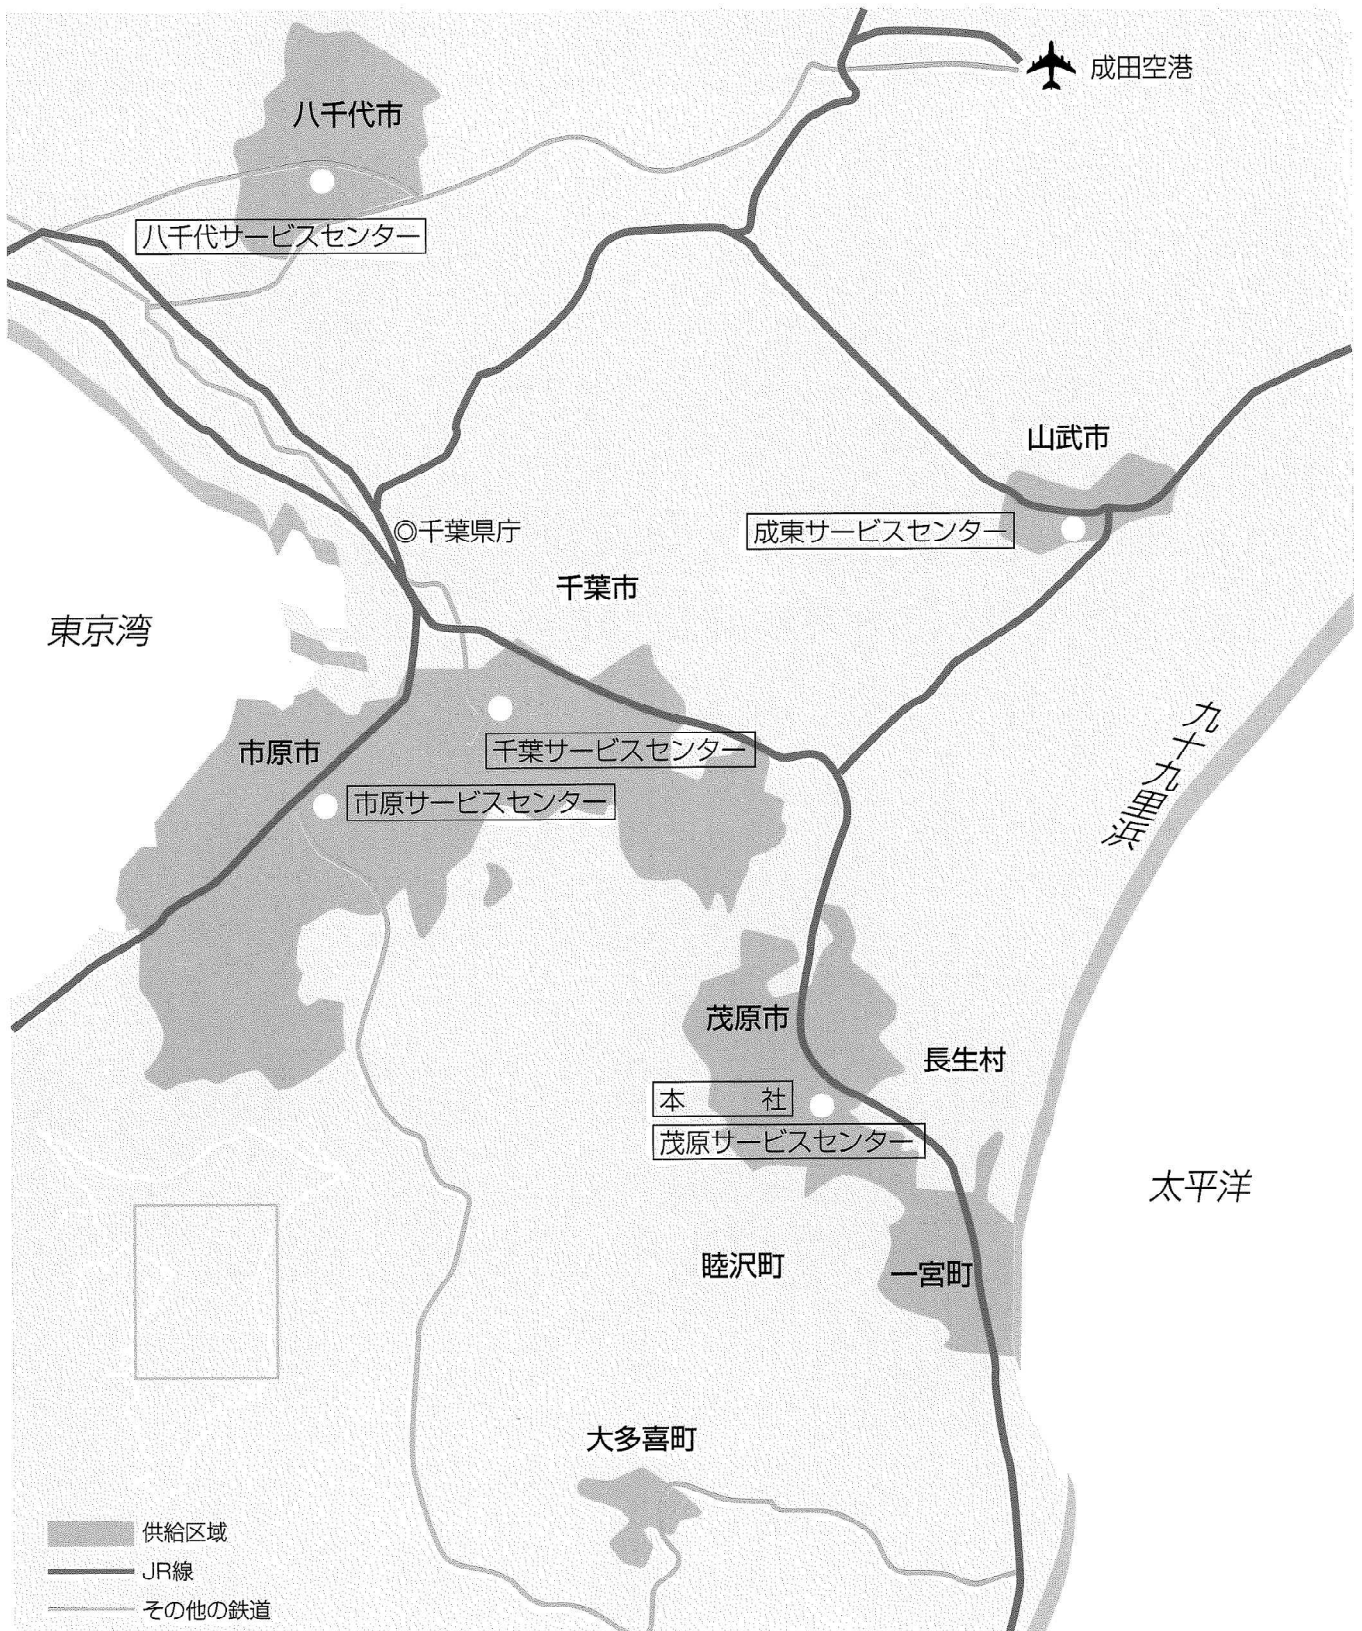 成田空港
八千代市
八千代サービスセンター
山武市
成東サービスセンター
◎千葉県庁
千葉市
東京湾
九十九里浜
市原市
千葉サービスセンター
市原サービスセンター
茂原市
長生村
本　　社
茂原サービスセンター
太平洋
睦沢町
一宮町
大多喜町
供給区域
JR線
その他の鉄道